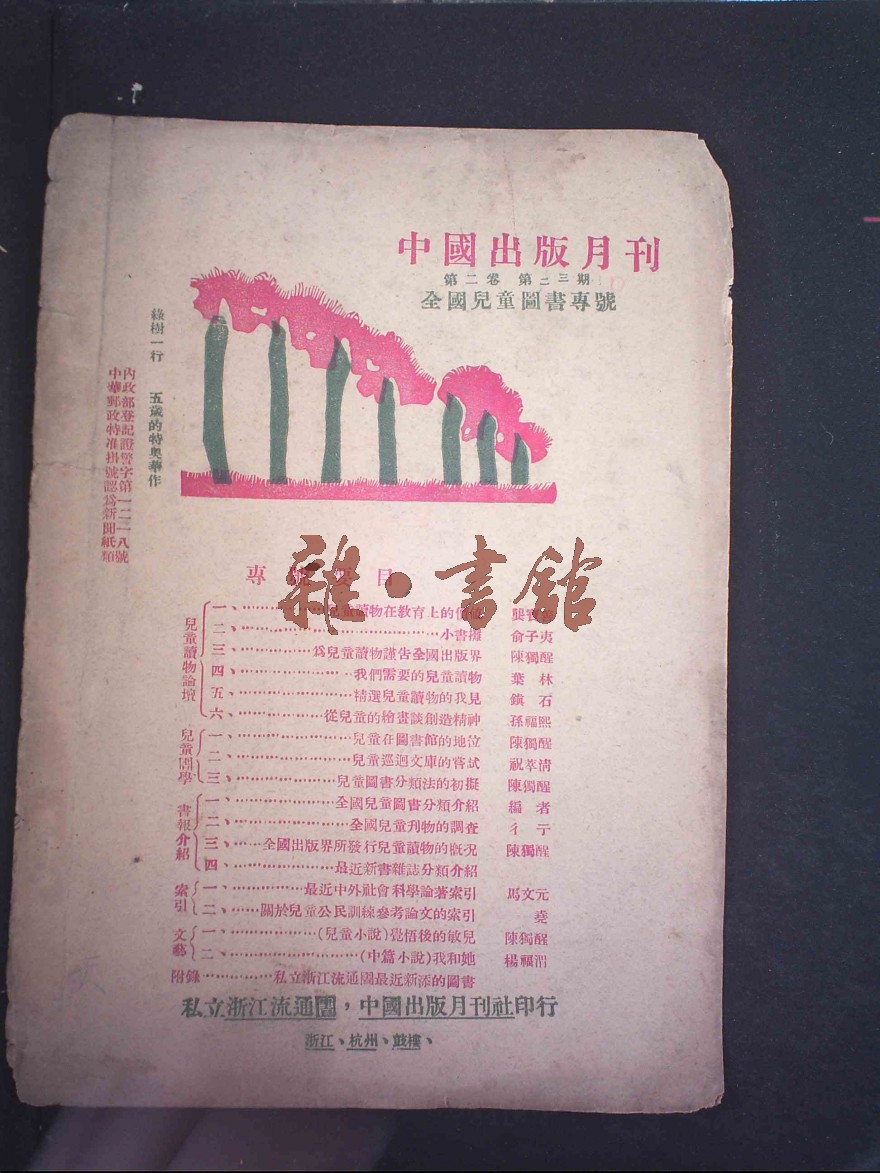 中國出版月刊
第二卷 第二三期
全國兒童圖書專號
綠樹一行 五歲的特奧華作
內政部登記證警字第一二二八號
中華郵政特准掛號認爲新聞紙類
雜·書館
專 要目
兒童讀物論壇
一、兒童讀物在教育上的價値
二、小書攤 俞子夷
三、爲兒童讀物謹告全國出版界 陳獨醒
四、我們需要的兒童讀物 葉 林
五、精選兒童讀物的我見 鎭 石
六、從兒童的繪畫談創造精神 孫福熙
兒童圕學
一、兒童在圖書館的地位 陳獨醒
二、兒童巡迴文庫的嘗試 祝萃清
三、兒童圖書分類法的初擬 陳獨醒
書報介紹
一、全國兒童圖書分類介紹 編 者
二、全國兒童刋物的調查 彳 亍
三、全國出版界所發行兒童讀物的槪況 陳獨醒
四、最近新書雜誌分類介紹
索引
一、最近中外社會科學論著索引 馮文元
二、關於兒童公民訓練參考論文的索引 堯
文藝
一、(兒童小說)覺悟後的敏兒 陳獨醒
二、(中篇小說)我和她 楊福渭
附錄 私立浙江流通圕最近新添的圖書
私立浙江流通圕，中國出版月刊社印行
浙江、杭州、鼓樓、